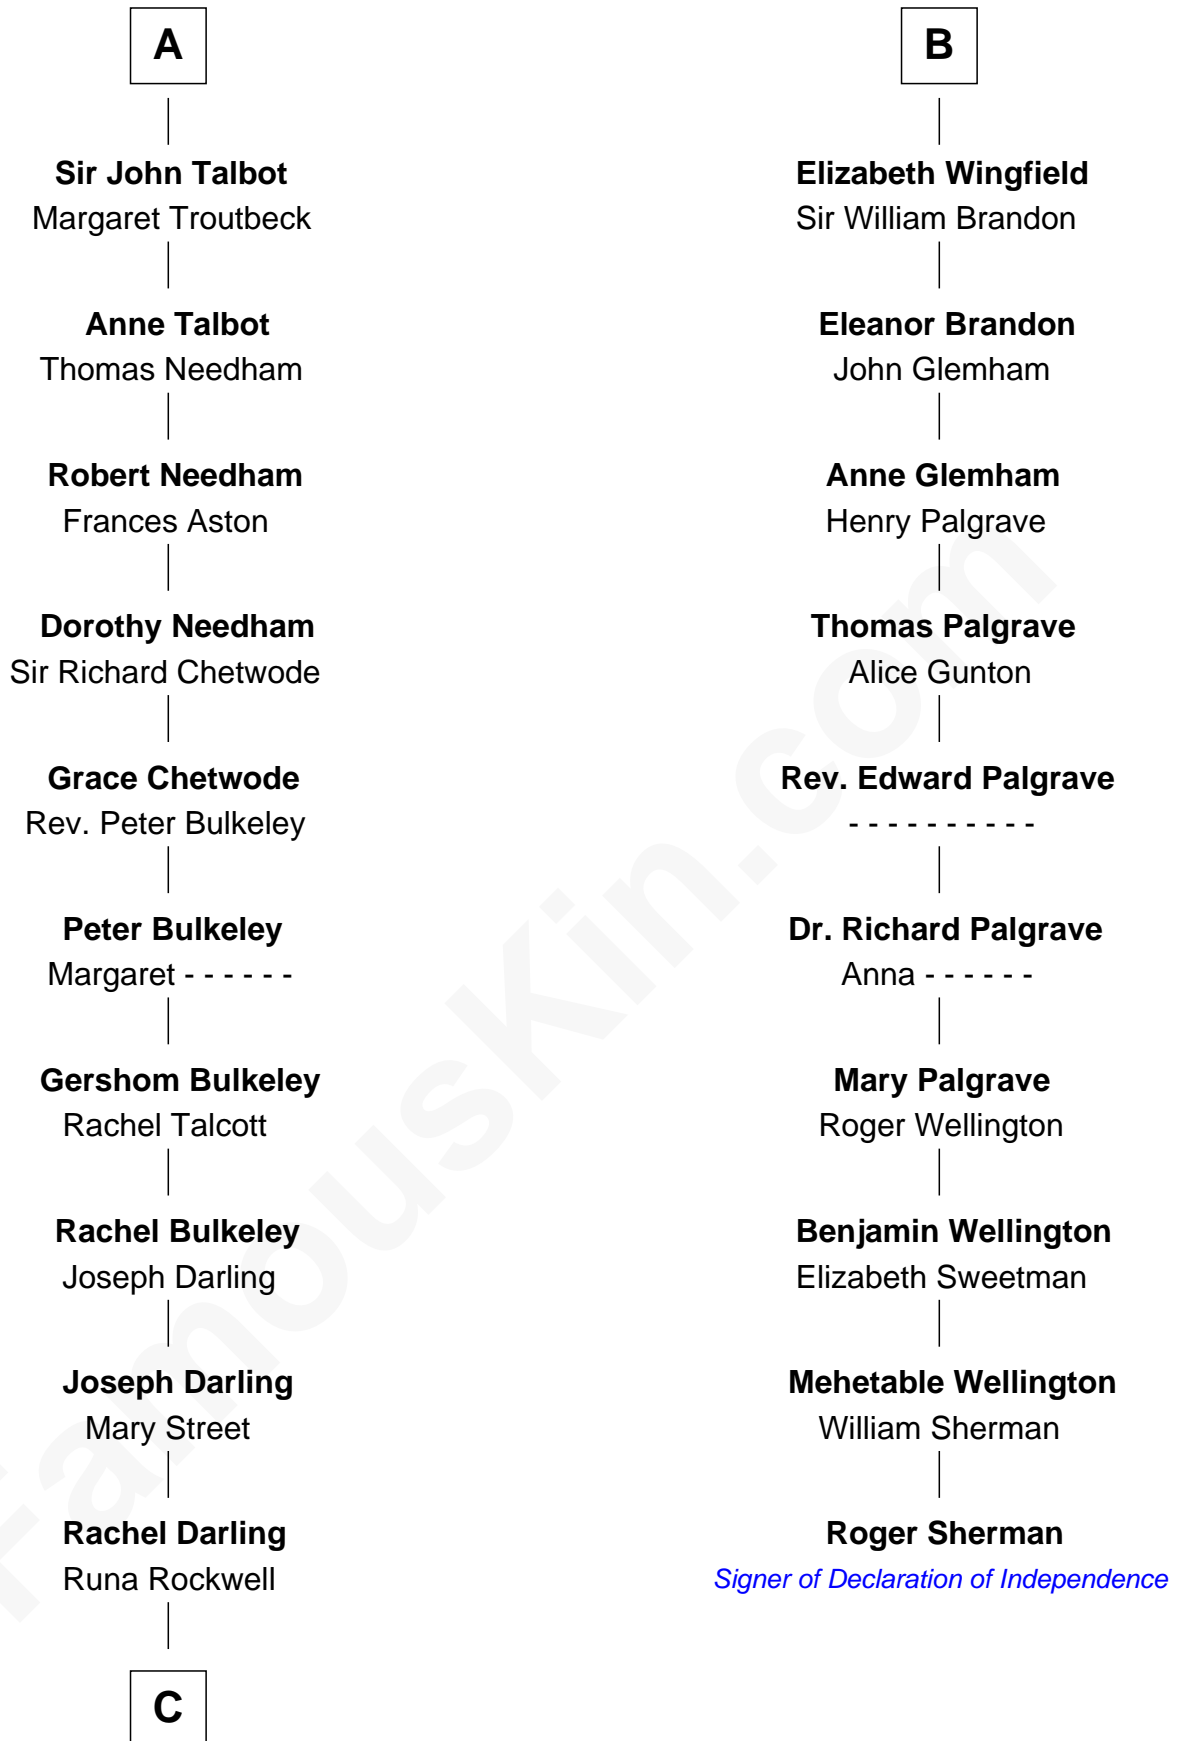 A
Sir John Talbot
Margaret Troutbeck
Anne Talbot
Thomas Needham
Robert Needham
Frances Aston
Dorothy Needham
Sir Richard Chetwode
Grace Chetwode
Rev. Peter Bulkeley
Peter Bulkeley
Margaret - - - - - -
Gershom Bulkeley
Rachel Talcott
Rachel Bulkeley
Joseph Darling
Joseph Darling
Mary Street
Rachel Darling
Runa Rockwell
C
B
Elizabeth Wingfield
Sir William Brandon
Eleanor Brandon
John Glemham
Anne Glemham
Henry Palgrave
Thomas Palgrave
Alice Gunton
Rev. Edward Palgrave
- - - - - - - - - -
Dr. Richard Palgrave
Anna - - - - - -
Mary Palgrave
Roger Wellington
Benjamin Wellington
Elizabeth Sweetman
Mehetable Wellington
William Sherman
Roger Sherman
Signer of Declaration of Independence
FamousKin.com